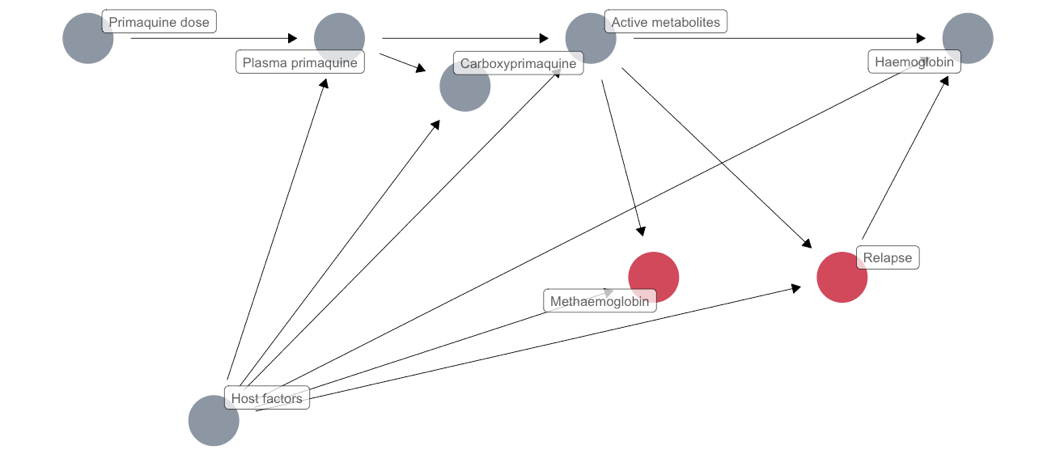 Primaquine dose
Active metabolites
Plasma primaquine
Carboxyprimaquine
Haemoglobin
Relapse
Methaemoglobin
Host factors